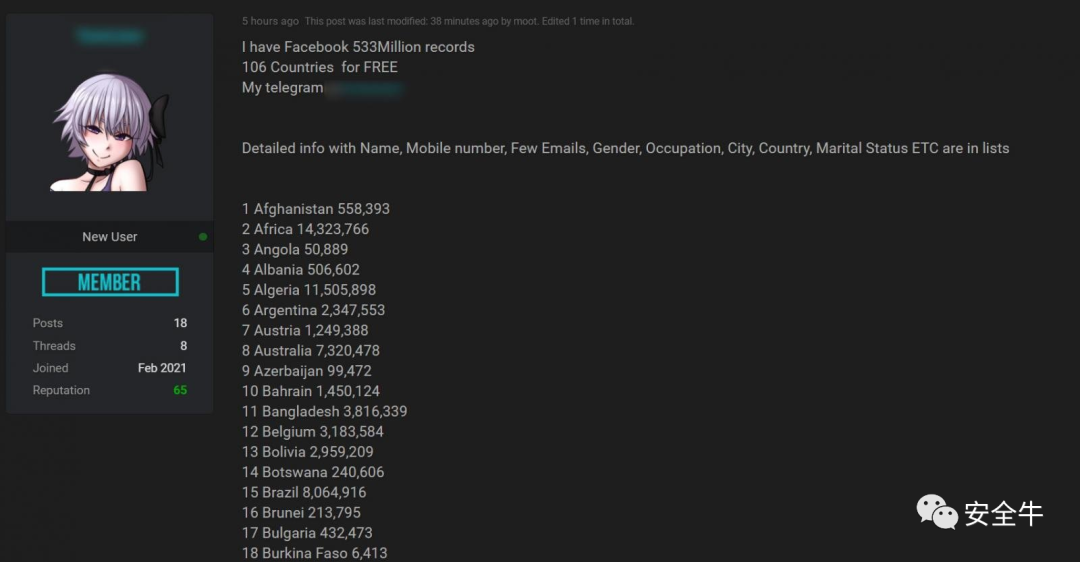 5 hours ago This post was last modified: 38 minutes ago by moot. Edited 1 time in total.
I have Facebook 533Million records
106 Countries for FREE
My telegram
Detailed info with Name, Mobile number, Few Emails, Gender, Occupation, City, Country, Marital Status ETC are in lists
1 Afghanistan 558,393
2 Africa 14,323,766
3 Angola 50,889
4 Albania 506,602
5 Algeria 11,505,898
6 Argentina 2,347,553
7 Austria 1,249,388
8 Australia 7,320,478
9 Azerbaijan 99,472
10 Bahrain 1,450,124
11 Bangladesh 3,816,339
12 Belgium 3,183,584
13 Bolivia 2,959,209
14 Botswana 240,606
15 Brazil 8,064,916
16 Brunei 213,795
17 Bulgaria 432,473
18 Burkina Faso 6,413
New User
MEMBER
Posts 18
Threads 8
Joined Feb 2021
Reputation 65
安全牛